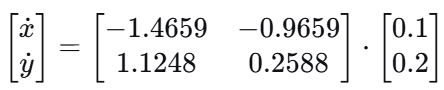 [ẋ ẏ] = [−1.4659 −0.9659 1.1248 0.2588] · [0.1 0.2]